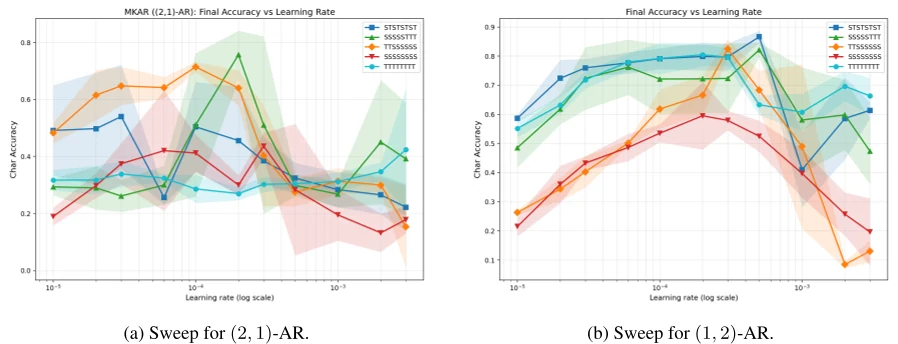 MKAR ((2,1)-AR): Final Accuracy vs Learning Rate
STSTSTST
SSSSSTTT
TTSSSSSS
SSSSSSSS
TTTTTTTT
Char Accuracy
0.8
0.6
0.4
0.2
0.0
10⁻⁵
10⁻⁴
10⁻³
Learning rate (log scale)
(a) Sweep for (2, 1)-AR.
Final Accuracy vs Learning Rate
STSTSTST
SSSSSTTT
TTSSSSSS
SSSSSSSS
TTTTTTTT
Char Accuracy
0.9
0.8
0.7
0.6
0.5
0.4
0.3
0.2
0.1
10⁻⁵
10⁻⁴
10⁻³
Learning rate (log scale)
(b) Sweep for (1, 2)-AR.